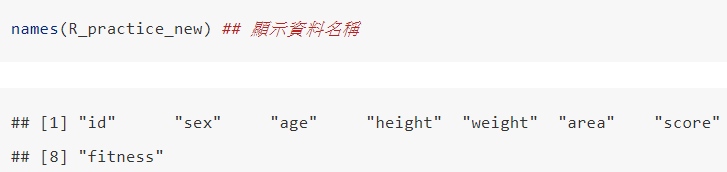 names(R_practice_new) ## 顯示資料名稱
## [1] "id"      "sex"     "age"     "height"  "weight"  "area"    "score"
## [8] "fitness"